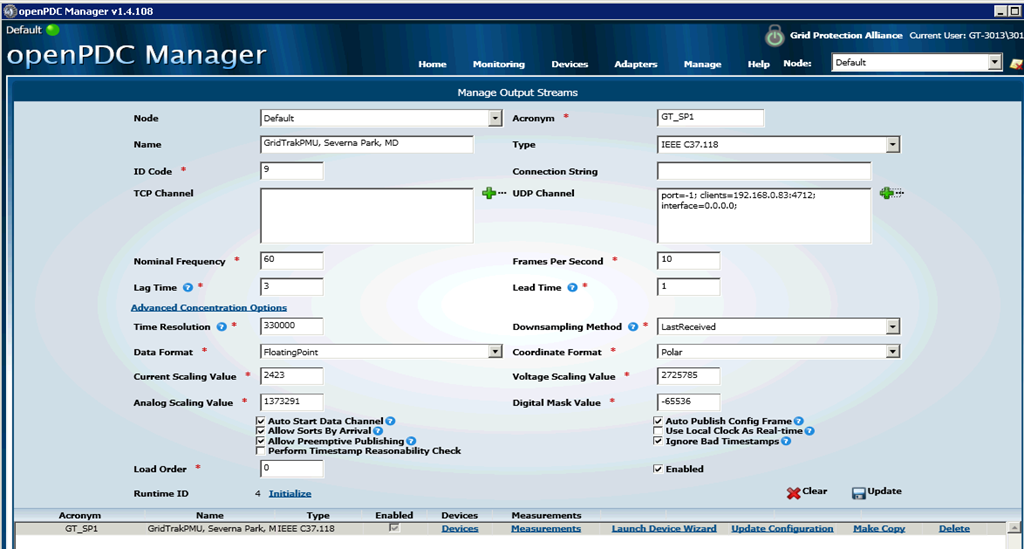 openPDC Manager v1.4.108
Default
openPDC Manager
Grid Protection Alliance Current User: GT-3013\301
Home Monitoring Devices Adapters Manage Help Node: Default
Manage Output Streams
Node Default Acronym * GT_SP1
Name GridTrakPMU, Severna Park, MD Type IEEE C37.118
ID Code * 9 Connection String
TCP Channel UDP Channel port=-1; clients=192.168.0.83:4712;
interface=0.0.0.0;
Nominal Frequency * 60 Frames Per Second * 10
Lag Time ? * 3 Lead Time ? * 1
Advanced Concentration Options
Time Resolution ? * 330000 Downsampling Method ? * LastReceived
Data Format * FloatingPoint Coordinate Format * Polar
Current Scaling Value * 2423 Voltage Scaling Value * 2725785
Analog Scaling Value * 1373291 Digital Mask Value * -65536
Auto Start Data Channel ? Auto Publish Config Frame ?
Allow Sorts By Arrival ? Use Local Clock As Real-time ?
Allow Preemptive Publishing ? Ignore Bad Timestamps ?
Perform Timestamp Reasonability Check
Load Order * 0 Enabled
Runtime ID 4 Initialize Clear Update
Acronym Name Type Enabled Devices Measurements
GT_SP1 GridTrakPMU, Severna Park, M IEEE C37.118 Devices Measurements Launch Device Wizard Update Configuration Make Copy Delete